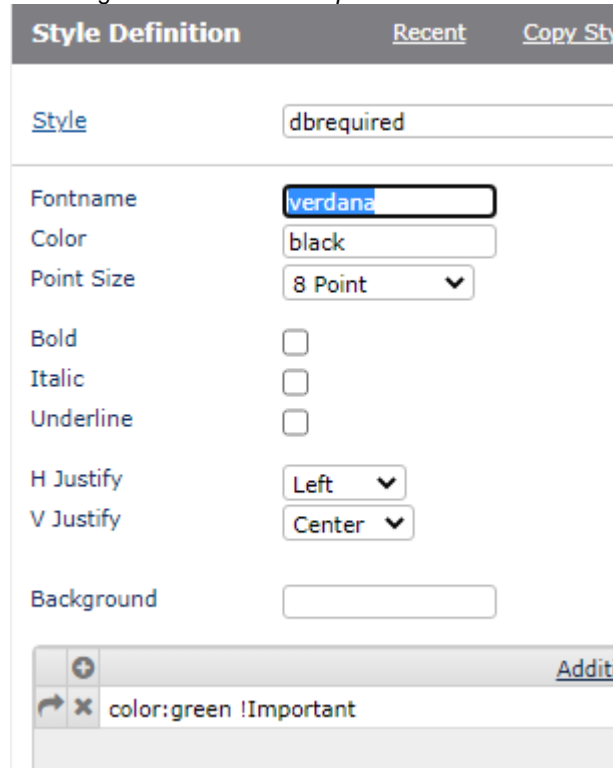 Style Definition Recent Copy Sty
Style dbrequired
Fontname verdana
Color black
Point Size 8 Point
Bold
Italic
Underline
H Justify Left
V Justify Center
Background
Addit
color:green !Important